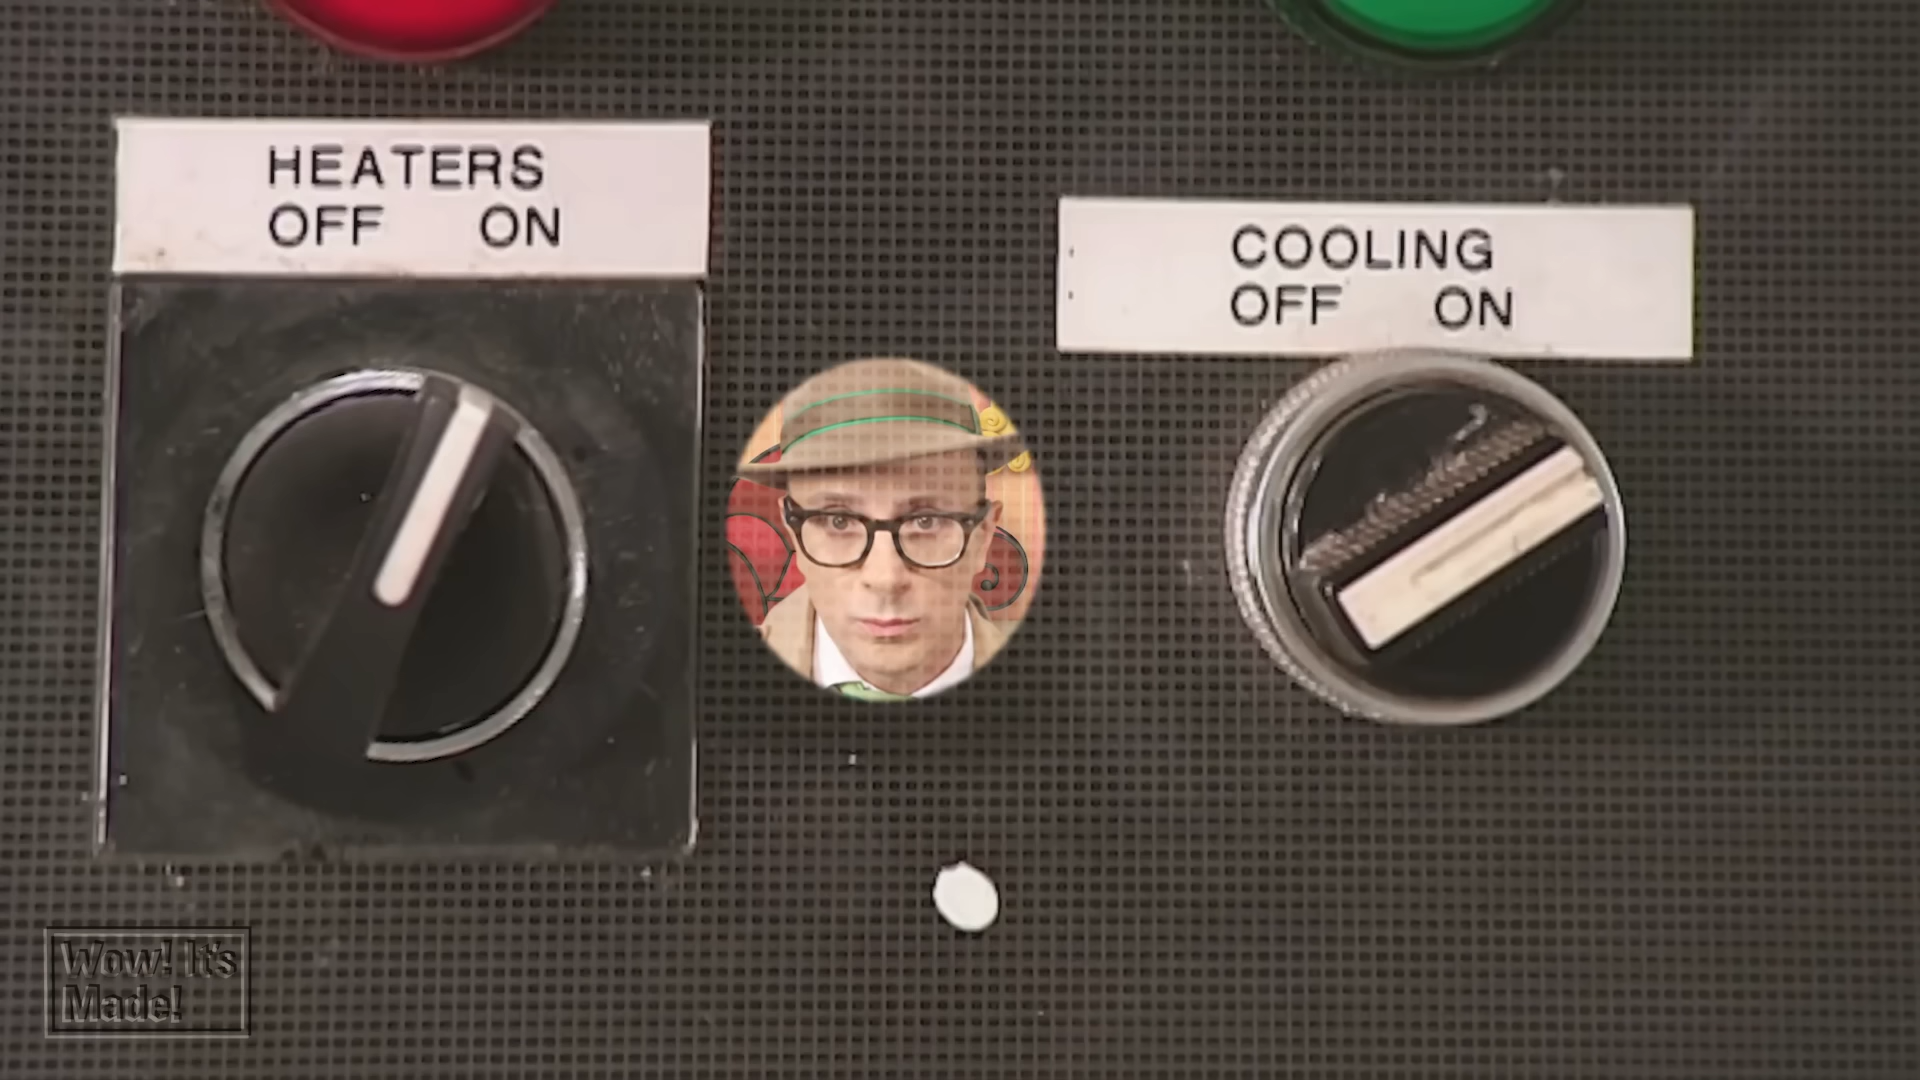 HEATERS
OFF ON
COOLING
OFF ON
Wow! It's
Made!